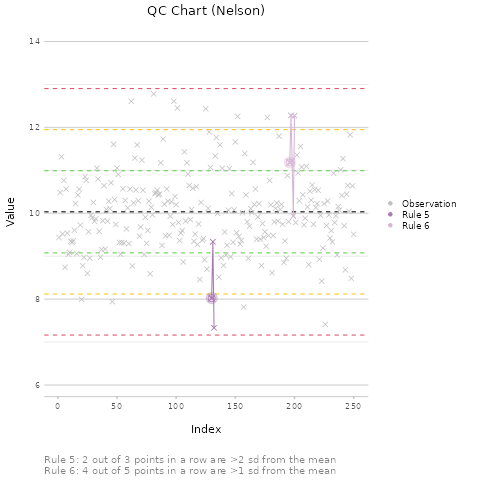 QC Chart (Nelson)
14
12
10
8
6
Value
0
50
100
150
200
250
Index
Observation
Rule 5
Rule 6
Rule 5: 2 out of 3 points in a row are >2 sd from the mean
Rule 6: 4 out of 5 points in a row are >1 sd from the mean